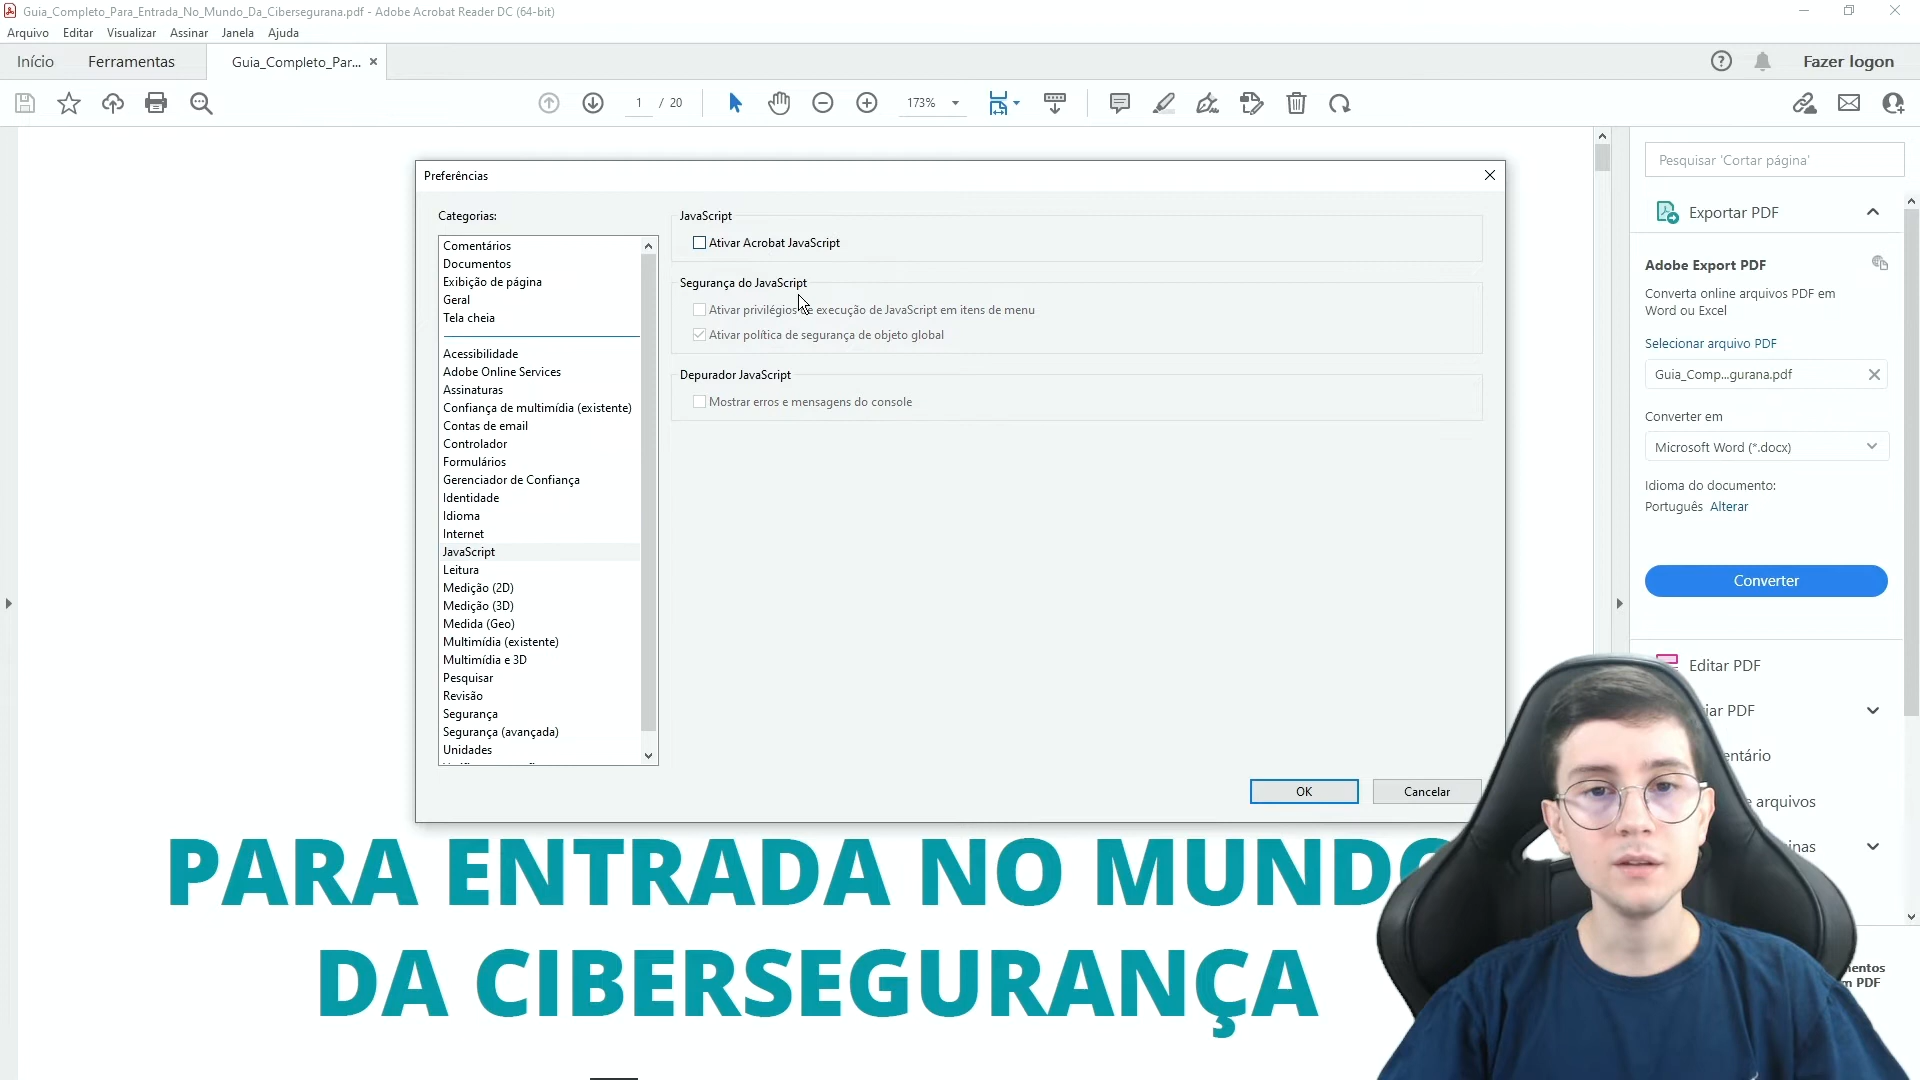 Guia_Completo_Para_Entrada_No_Mundo_Da_Cibersegurana.pdf - Adobe Acrobat Reader DC (64-bit)
Arquivo Editar Visualizar Assinar Janela Ajuda
Início Ferramentas Guia_Completo_Par... Fazer logon
1 / 20 173%
Pesquisar 'Cortar página'
Preferências
Categorias:
Comentários
Documentos
Exibição de página
Geral
Tela cheia
Acessibilidade
Adobe Online Services
Assinaturas
Confiança de multimídia (existente)
Contas de email
Controlador
Formulários
Gerenciador de Confiança
Identidade
Idioma
Internet
JavaScript
Leitura
Medição (2D)
Medição (3D)
Medida (Geo)
Multimídia (existente)
Multimídia e 3D
Pesquisar
Revisão
Segurança
Segurança (avançada)
Unidades
JavaScript
Ativar Acrobat JavaScript
Segurança do JavaScript
Ativar privilégios de execução de JavaScript em itens de menu
Ativar política de segurança de objeto global
Depurador JavaScript
Mostrar erros e mensagens do console
OK Cancelar
Exportar PDF
Adobe Export PDF
Converta online arquivos PDF em
Word ou Excel
Selecionar arquivo PDF
Guia_Comp...gurana.pdf
Converter em
Microsoft Word (*.docx)
Idioma do documento:
Português Alterar
Converter
Editar PDF
iar PDF
entário
e arquivos
inas
entos
m PDF
PARA ENTRADA NO MUNDO
DA CIBERSEGURANÇA